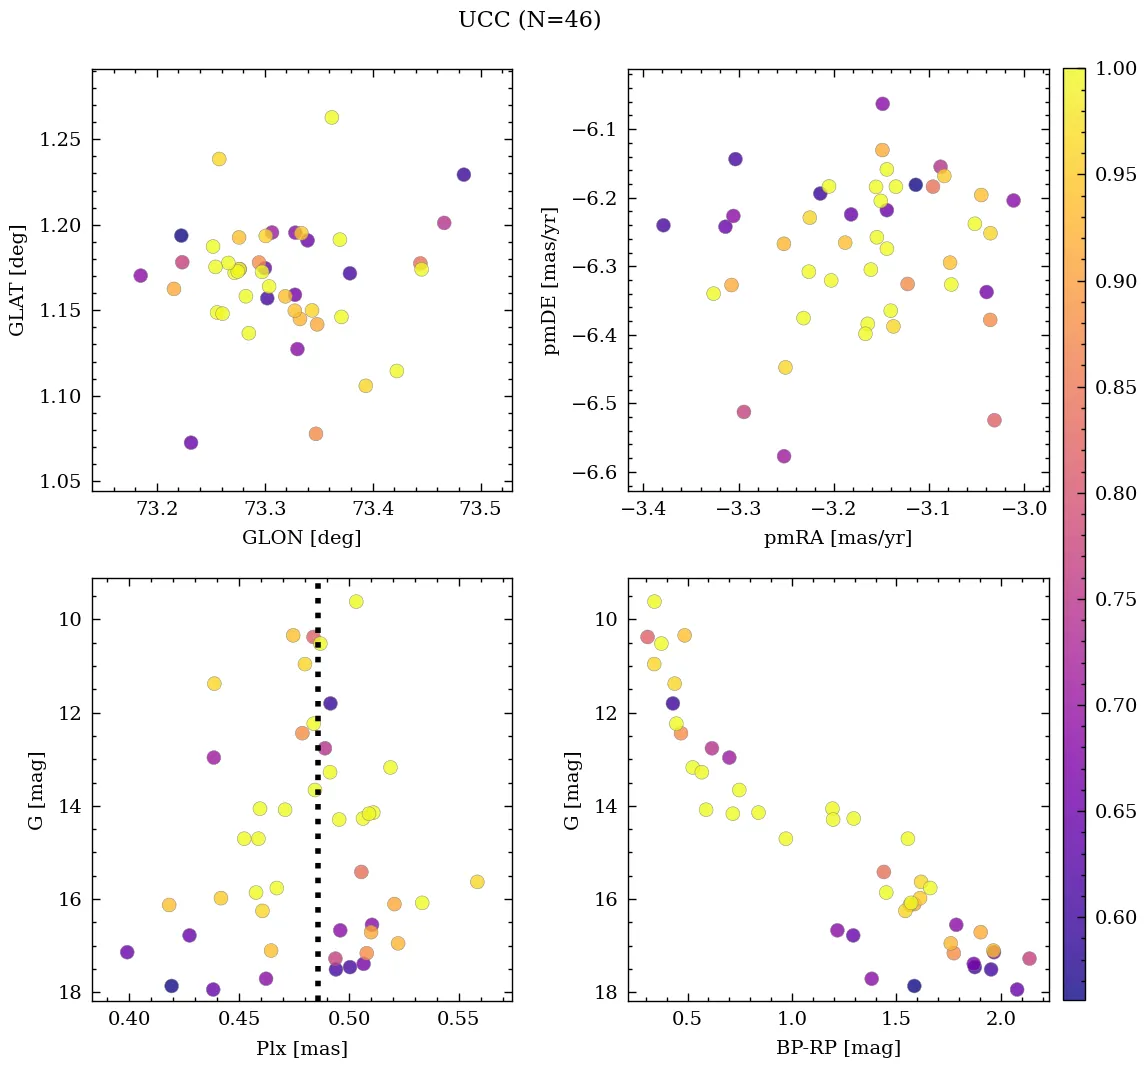 UCC (N=46)
1.25
1.20
1.15
1.10
1.05
GLAT [deg]
73.2 73.3 73.4 73.5
GLON [deg]
−6.1
−6.2
−6.3
−6.4
−6.5
−6.6
pmDE [mas/yr]
−3.4 −3.3 −3.2 −3.1 −3.0
pmRA [mas/yr]
1.00
0.95
0.90
0.85
0.80
0.75
0.70
0.65
0.60
10
12
14
16
18
G [mag]
0.40 0.45 0.50 0.55
Plx [mas]
10
12
14
16
18
G [mag]
0.5 1.0 1.5 2.0
BP-RP [mag]